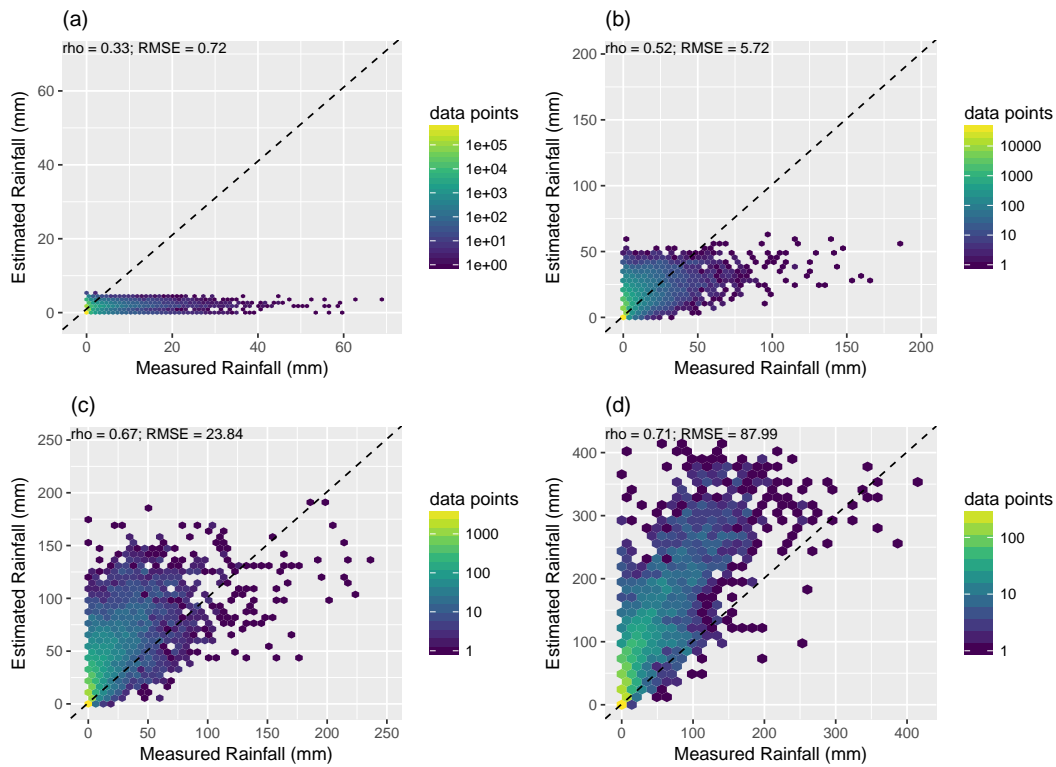 (a)
rho = 0.33; RMSE = 0.72
60
40
20
0
0
20
40
60
Estimated Rainfall (mm)
Measured Rainfall (mm)
data points
1e+05
1e+04
1e+03
1e+02
1e+01
1e+00
(b)
rho = 0.52; RMSE = 5.72
200
150
100
50
0
0
50
100
150
200
Estimated Rainfall (mm)
Measured Rainfall (mm)
data points
10000
1000
100
10
1
(c)
rho = 0.67; RMSE = 23.84
250
200
150
100
50
0
0
50
100
150
200
250
Estimated Rainfall (mm)
Measured Rainfall (mm)
data points
1000
100
10
1
(d)
rho = 0.71; RMSE = 87.99
400
300
200
100
0
0
100
200
300
400
Estimated Rainfall (mm)
Measured Rainfall (mm)
data points
100
10
1